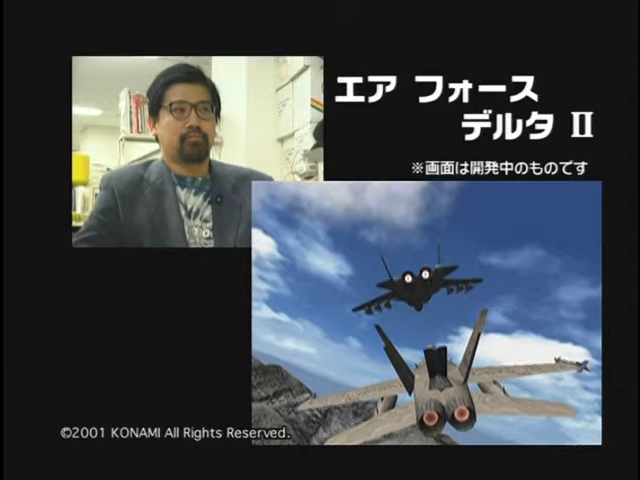 エア フォース
デルタ Ⅱ
※画面は開発中のものです
©2001 KONAMI All Rights Reserved.